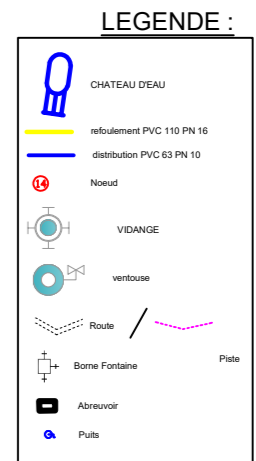 LEGENDE :
CHATEAU D'EAU
refoulement PVC 110 PN 16
distribution PVC 63 PN 10
14 Noeud
VIDANGE
ventouse
Route
Borne Fontaine Piste
Abreuvoir
Puits